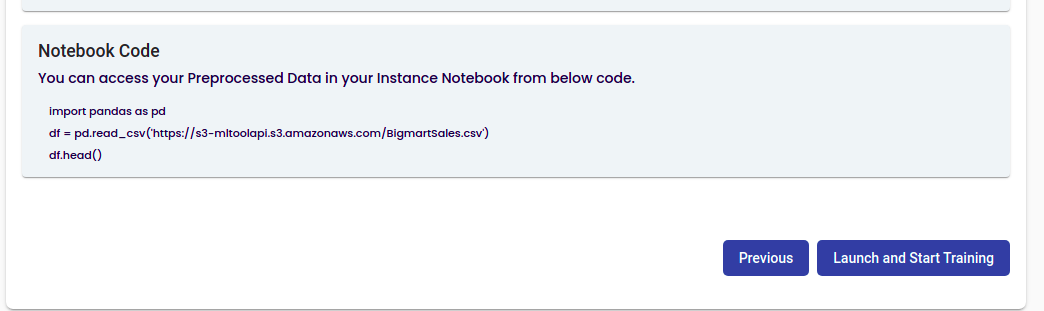 Notebook Code
You can access your Preprocessed Data in your Instance Notebook from below code.
import pandas as pd
df = pd.read_csv('https://s3-mltoolapi.s3.amazonaws.com/BigmartSales.csv')
df.head()
Previous
Launch and Start Training